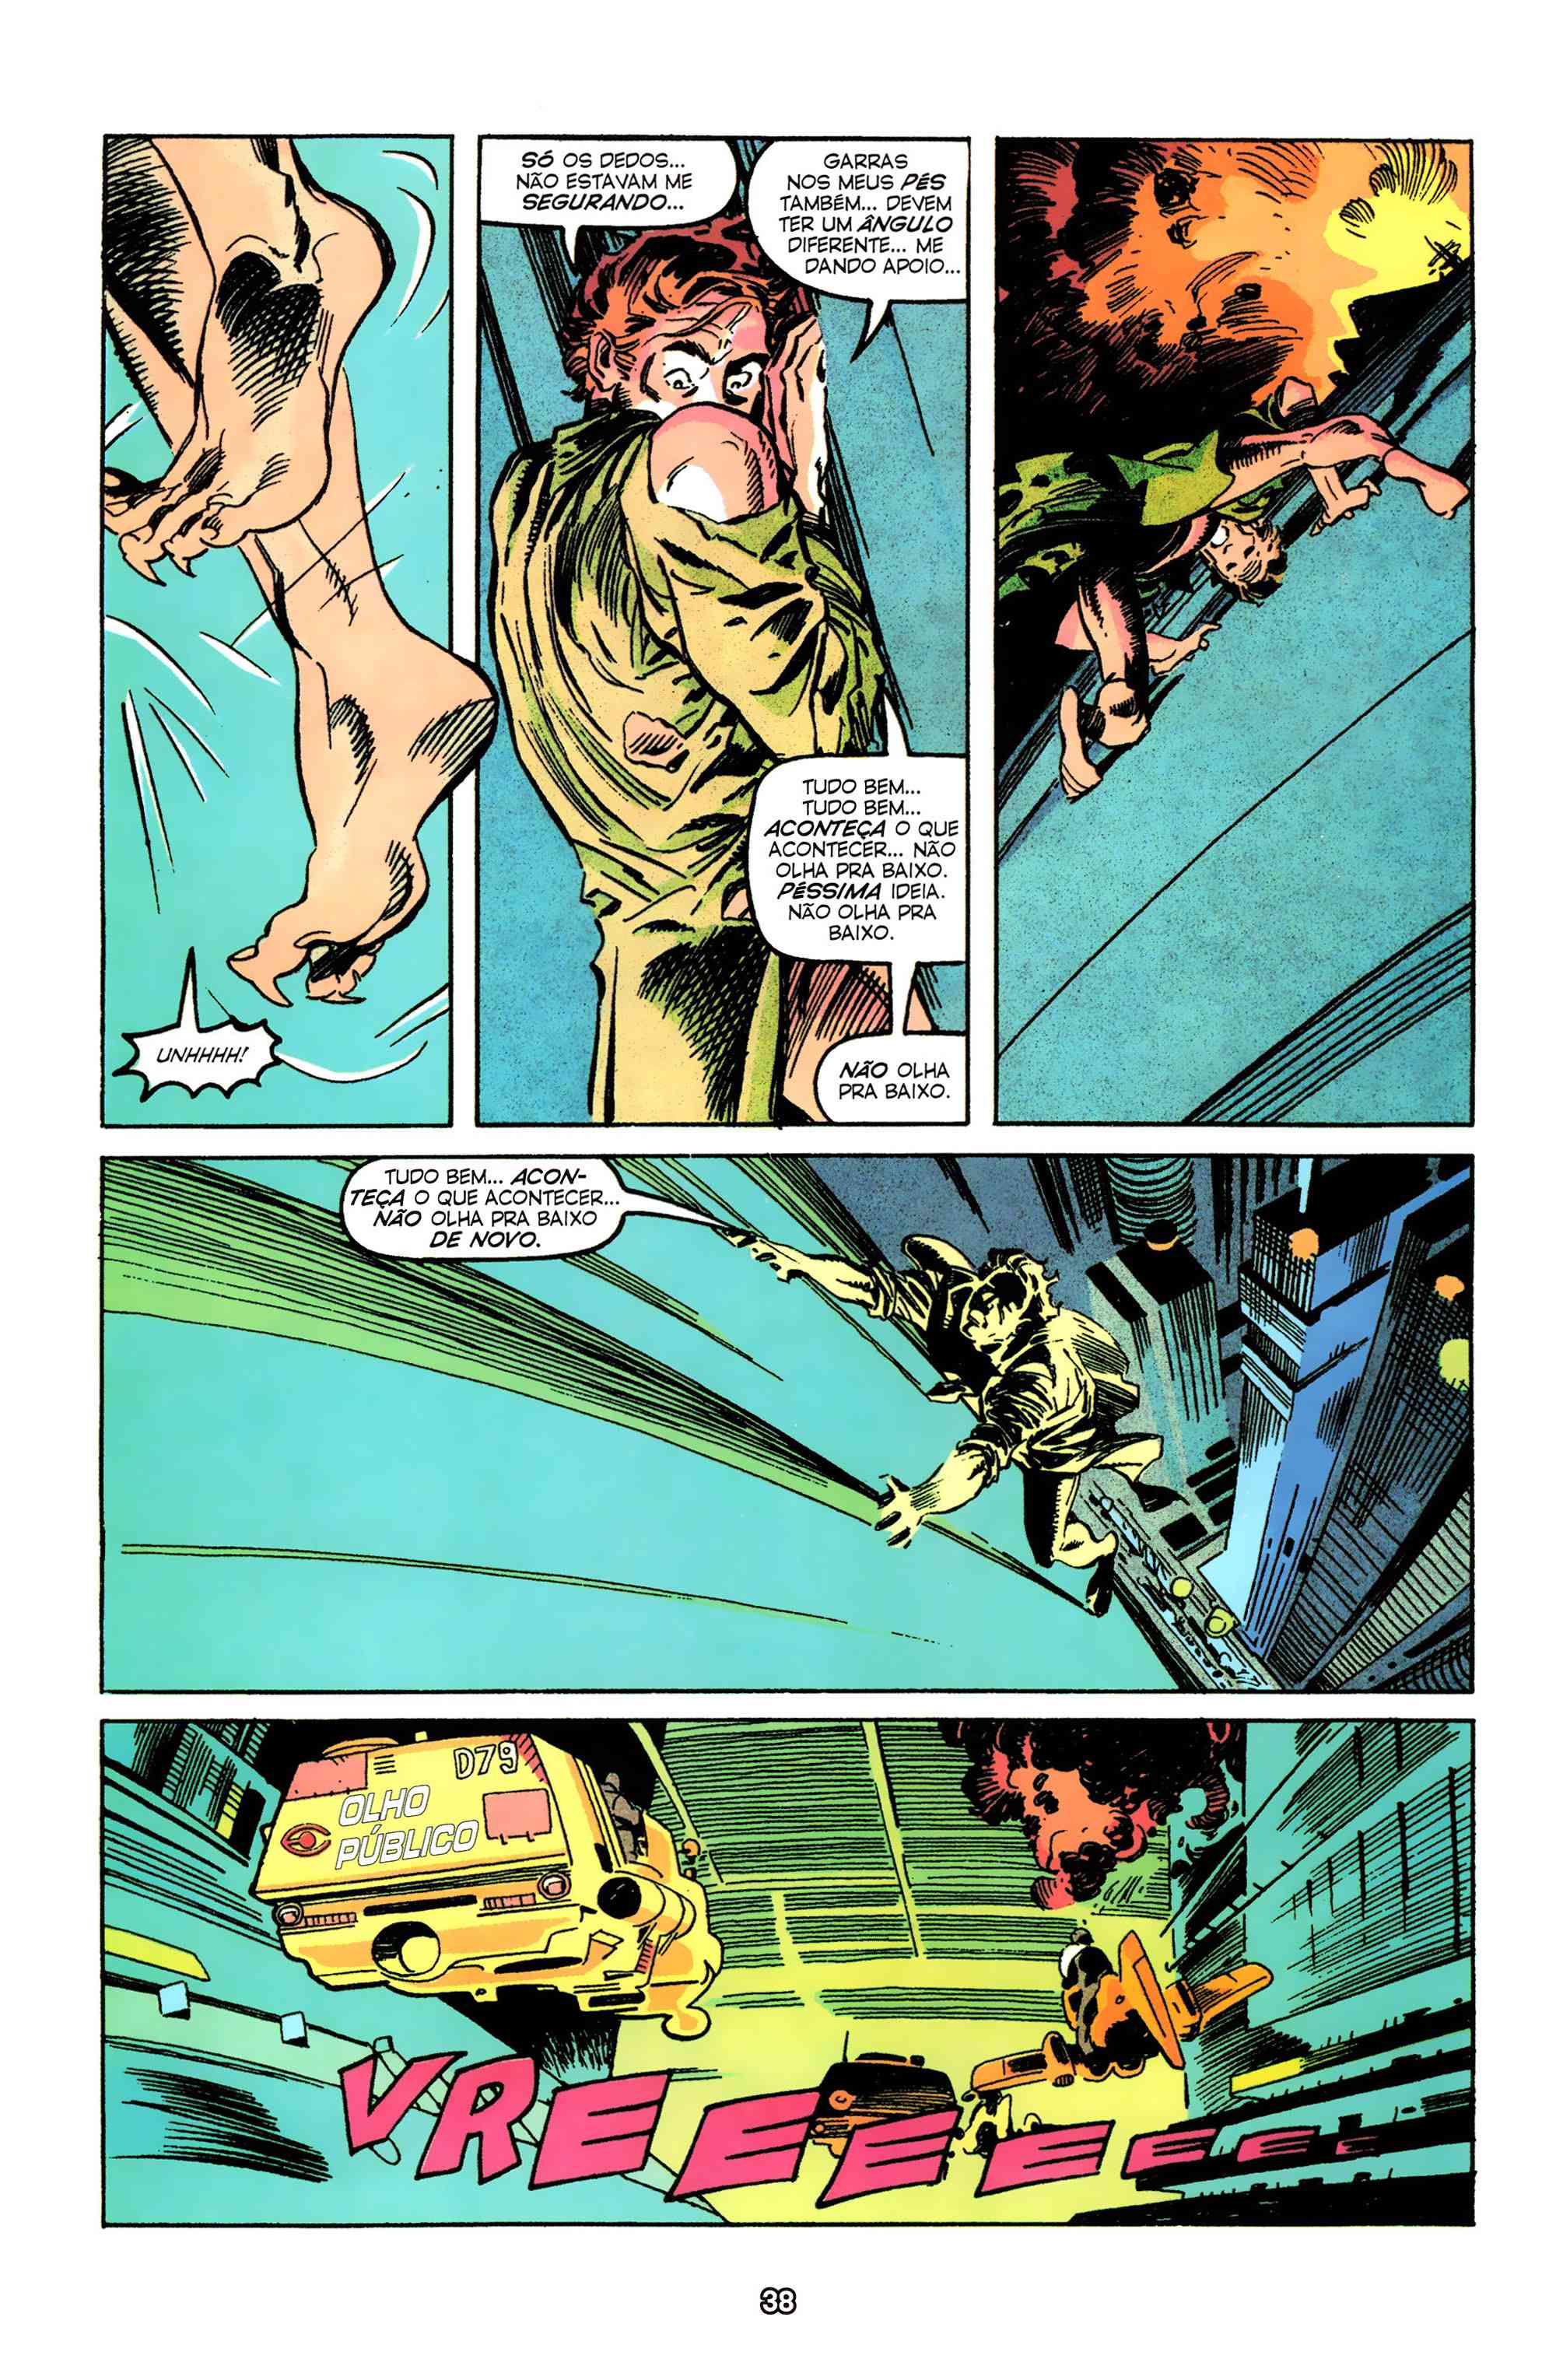 UNHHHH!
SÓ OS DEDOS...
NÃO ESTAVAM ME
SEGURANDO...
GARRAS
NOS MEUS PÉS
TAMBÉM... DEVEM
TER UM ÂNGULO
DIFERENTE... ME
DANDO APOIO...
TUDO BEM...
TUDO BEM...
ACONTEÇA O QUE
ACONTECER... NÃO
OLHA PRA BAIXO.
PÉSSIMA IDEIA.
NÃO OLHA PRA
BAIXO.
NÃO OLHA
PRA BAIXO.
TUDO BEM... ACON-
TEÇA O QUE ACONTECER...
NÃO OLHA PRA BAIXO
DE NOVO.
D79
OLHO
PÚBLICO
VREEEEEEE
38